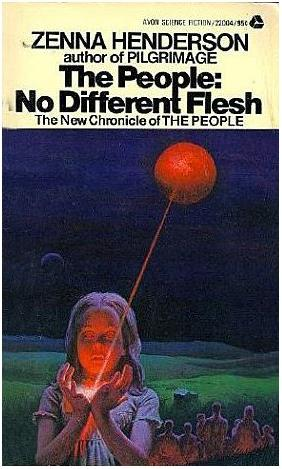 AVON SCIENCE FICTION/22004/95¢
ZENNA HENDERSON
author of PILGRIMAGE
The People:
No Different Flesh
The New Chronicle of THE PEOPLE